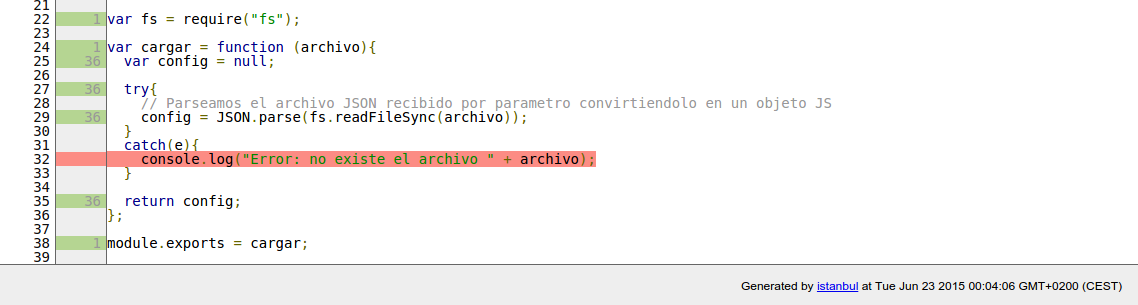 21
22 1 var fs = require("fs");
23
24 1 var cargar = function (archivo){
25 36 var config = null;
26
27 36 try{
28 // Parseamos el archivo JSON recibido por parametro convirtiendolo en un objeto JS
29 36 config = JSON.parse(fs.readFileSync(archivo));
30 }
31 catch(e){
32 console.log("Error: no existe el archivo " + archivo);
33 }
34
35 36 return config;
36 };
37
38 1 module.exports = cargar;
39
Generated by istanbul at Tue Jun 23 2015 00:04:06 GMT+0200 (CEST)